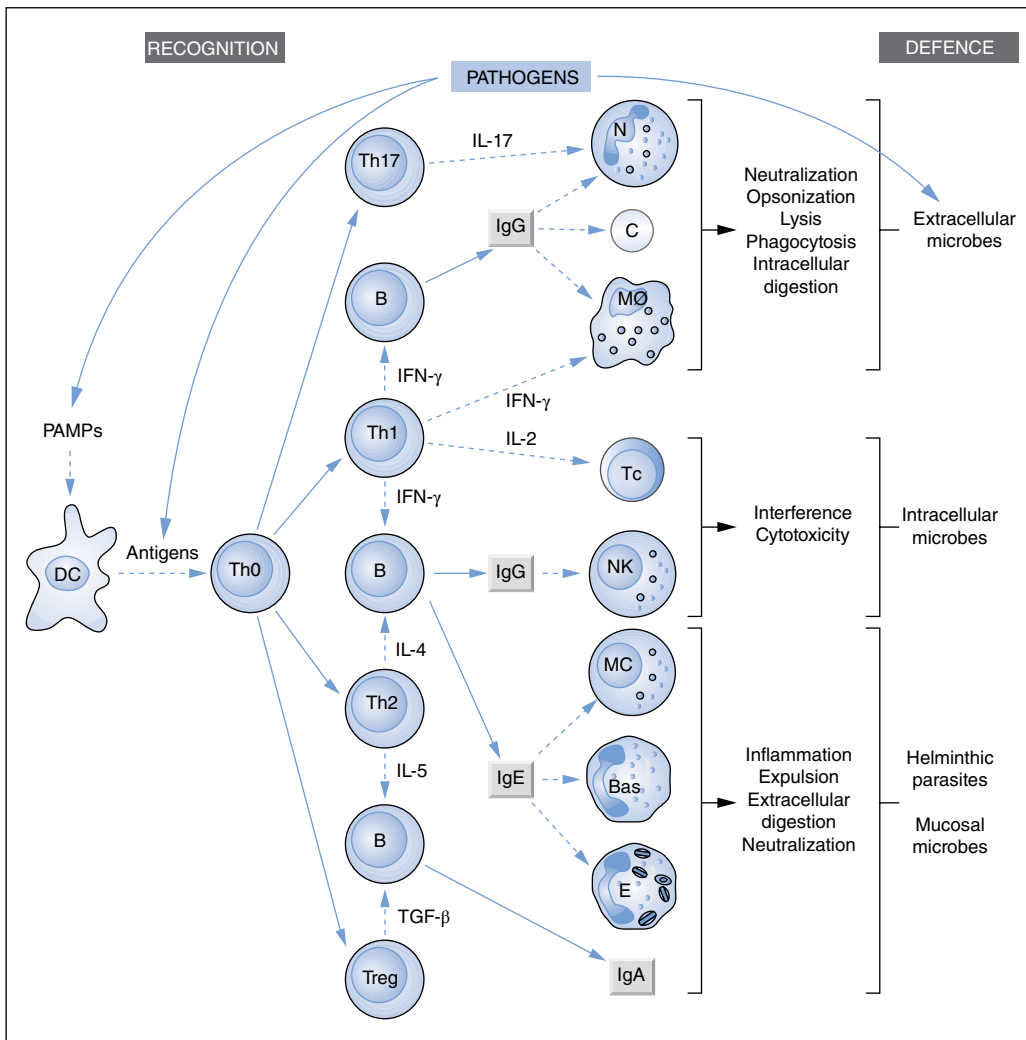 RECOGNITION
DEFENCE
PATHOGENS
Th17
IL-17
N
IgG
C
B
MØ
Neutralization
Opsonization
Lysis
Phagocytosis
Intracellular
digestion
Extracellular
microbes
IFN-γ
IFN-γ
PAMPs
Th1
IL-2
Tc
IFN-γ
Antigens
DC
Th0
B
IgG
NK
Interference
Cytotoxicity
Intracellular
microbes
IL-4
MC
Th2
IL-5
IgE
Bas
Inflammation
Expulsion
Extracellular
digestion
Neutralization
Helminthic
parasites
Mucosal
microbes
B
E
TGF-β
Treg
IgA